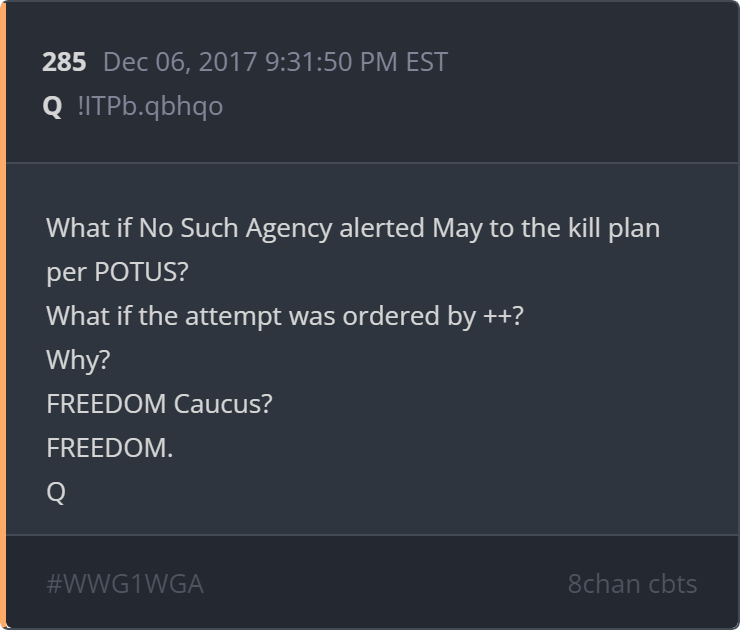 285 Dec 06, 2017 9:31:50 PM EST
Q !ITPb.qbhqo
What if No Such Agency alerted May to the kill plan
per POTUS?
What if the attempt was ordered by ++?
Why?
FREEDOM Caucus?
FREEDOM.
Q
#WWG1WGA 8chan cbts